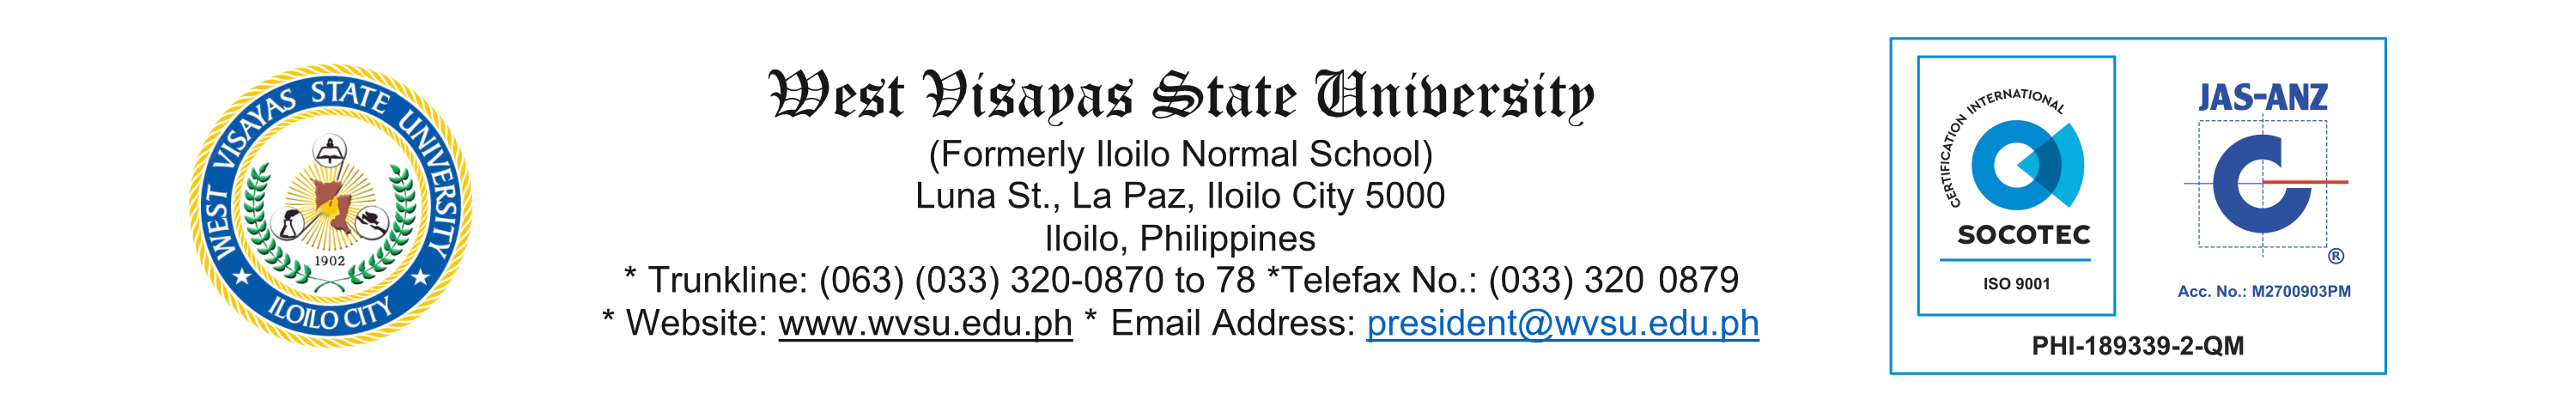 WEST VISAYAS STATE UNIVERSITY
1902
ILOILO CITY
West Visayas State University
(Formerly Iloilo Normal School)
Luna St., La Paz, Iloilo City 5000
Iloilo, Philippines
* Trunkline: (063) (033) 320-0870 to 78 *Telefax No.: (033) 320 0879
* Website: www.wvsu.edu.ph * Email Address: president@wvsu.edu.ph
CERTIFICATION INTERNATIONAL
SOCOTEC
ISO 9001
JAS-ANZ
®
Acc. No.: M2700903PM
PHI-189339-2-QM